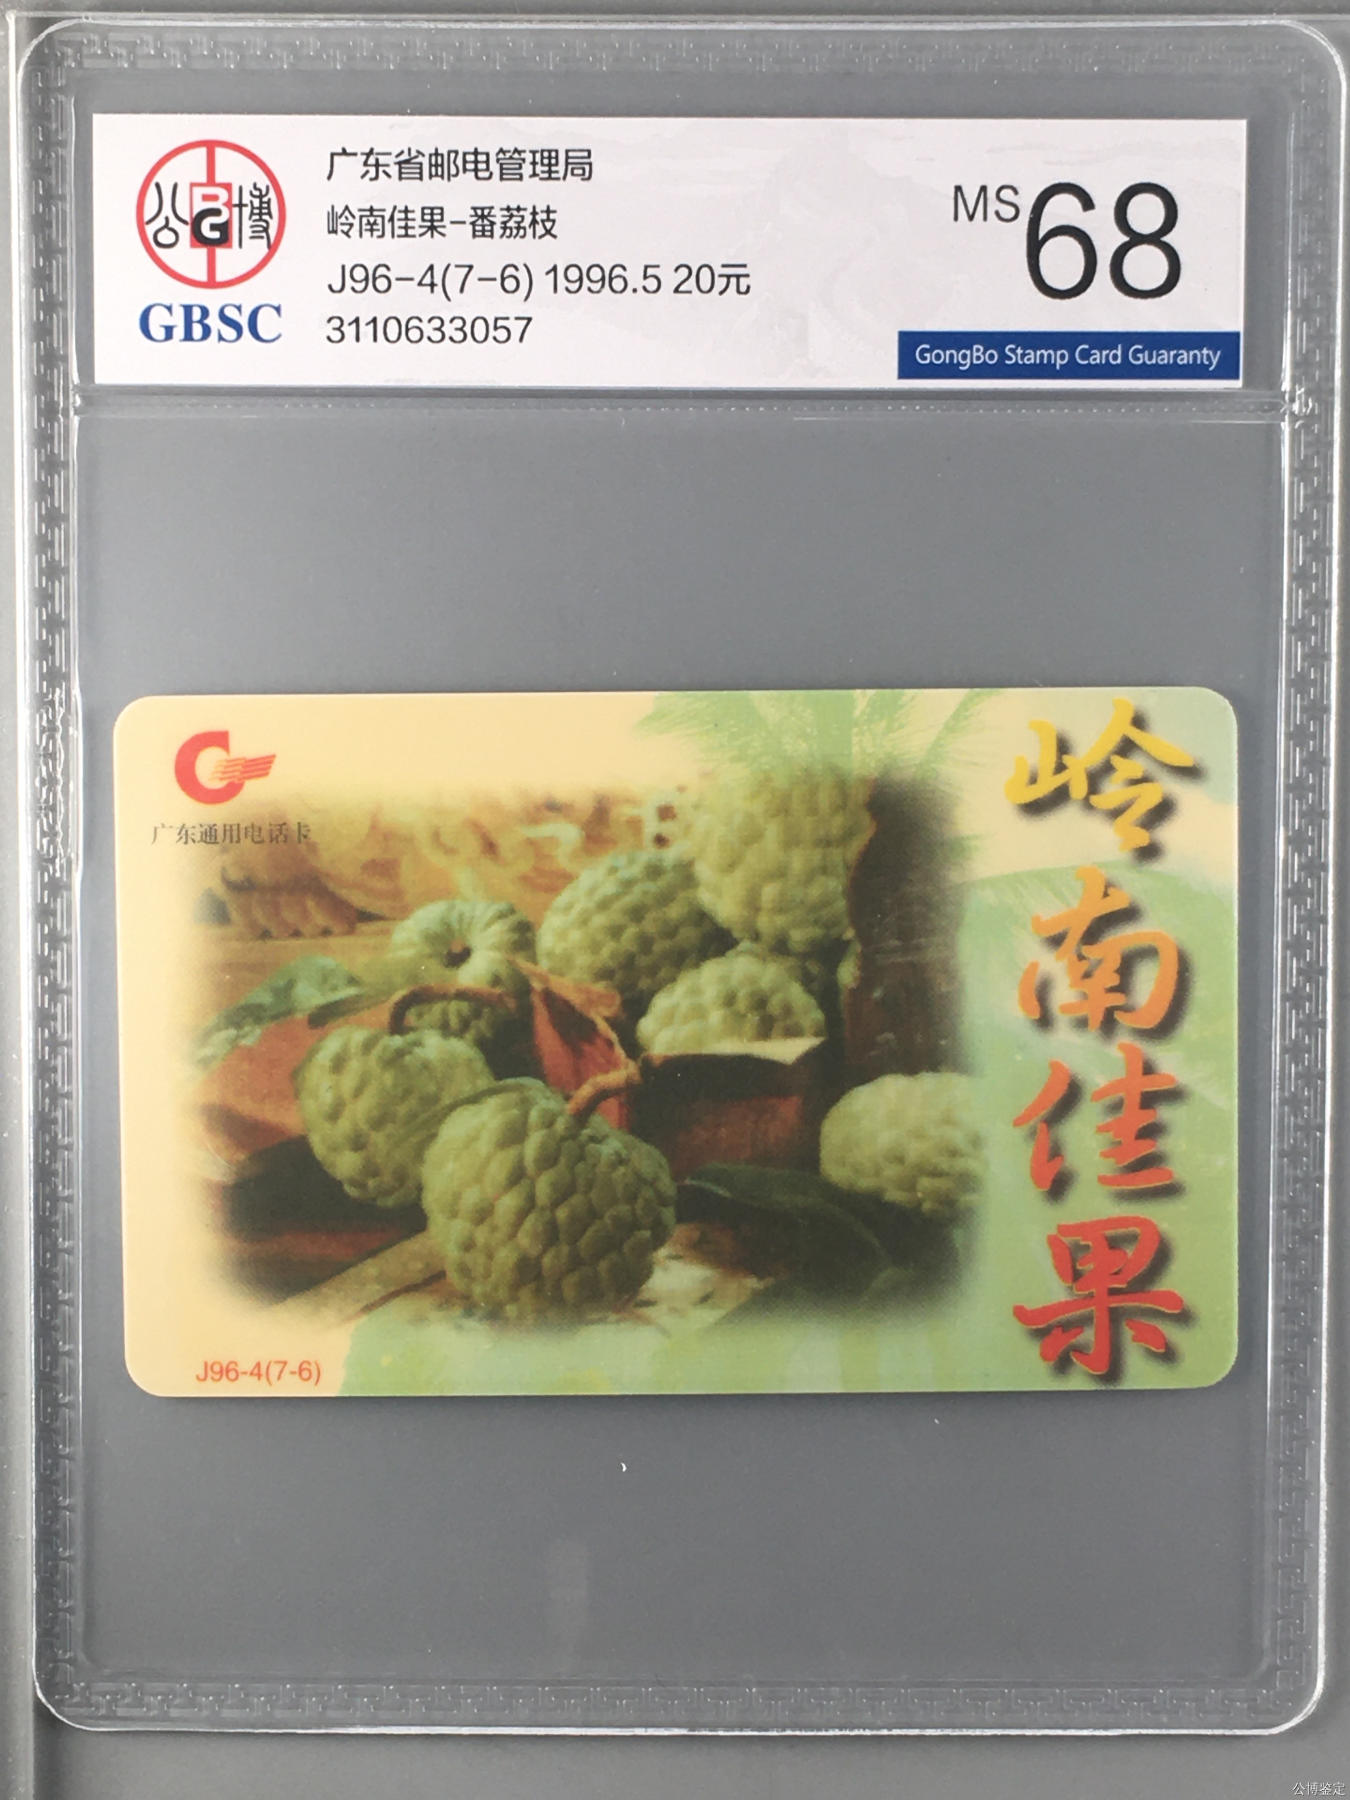 公博
BG
GBSC
广东省邮电管理局
岭南佳果-番荔枝
J96-4(7-6) 1996.5 20元
3110633057
MS 68
GongBo Stamp Card Guaranty
广东通用电话卡
岭南佳果
J96-4(7-6)
公博鉴定